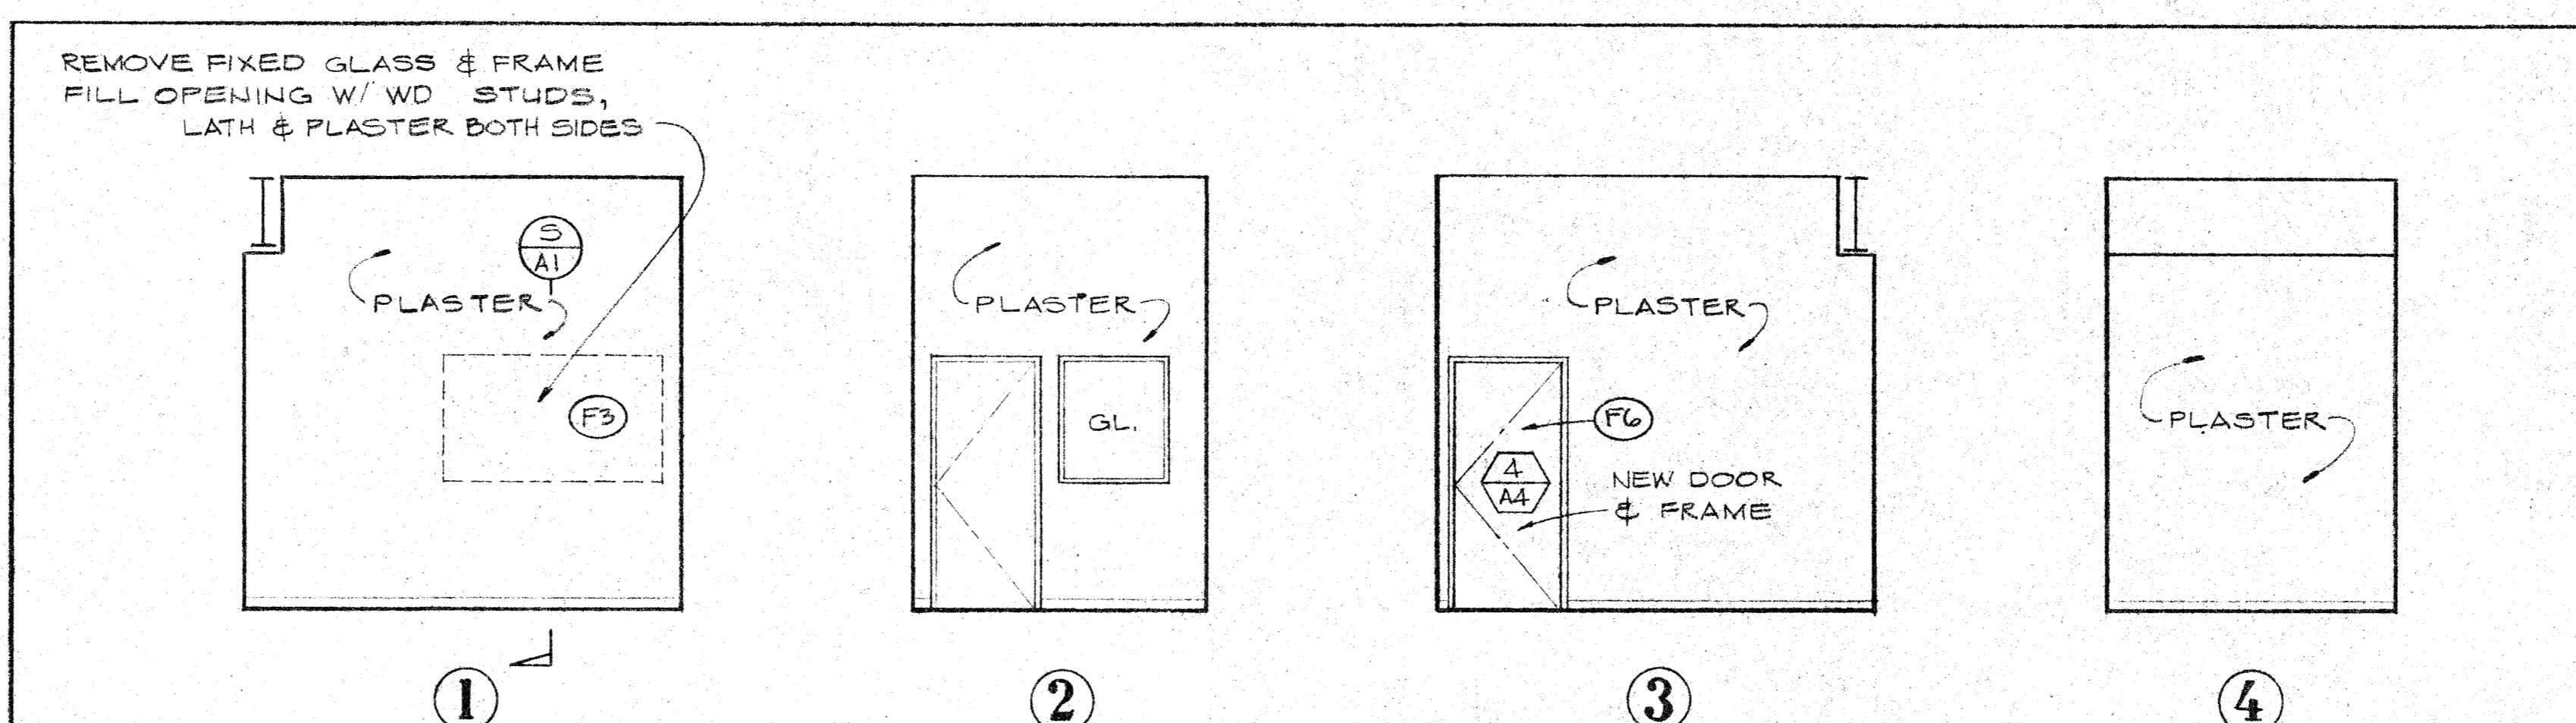 REMOVE FIXED GLASS & FRAME
FILL OPENING W/ WD STUDS,
LATH & PLASTER BOTH SIDES
S
A1
PLASTER
F3
1
PLASTER
GL.
2
PLASTER
F6
4
A4
NEW DOOR
& FRAME
3
PLASTER
4